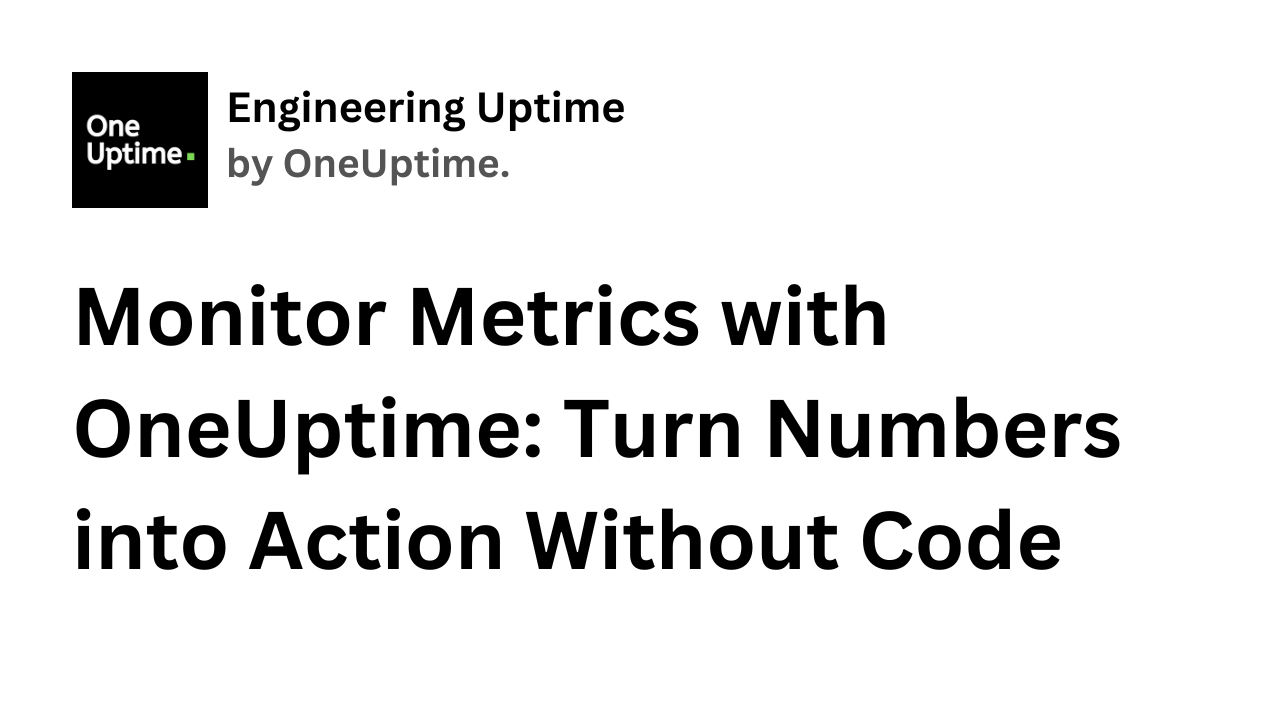 One
Uptime.
Engineering Uptime
by OneUptime.
Monitor Metrics with
OneUptime: Turn Numbers
into Action Without Code